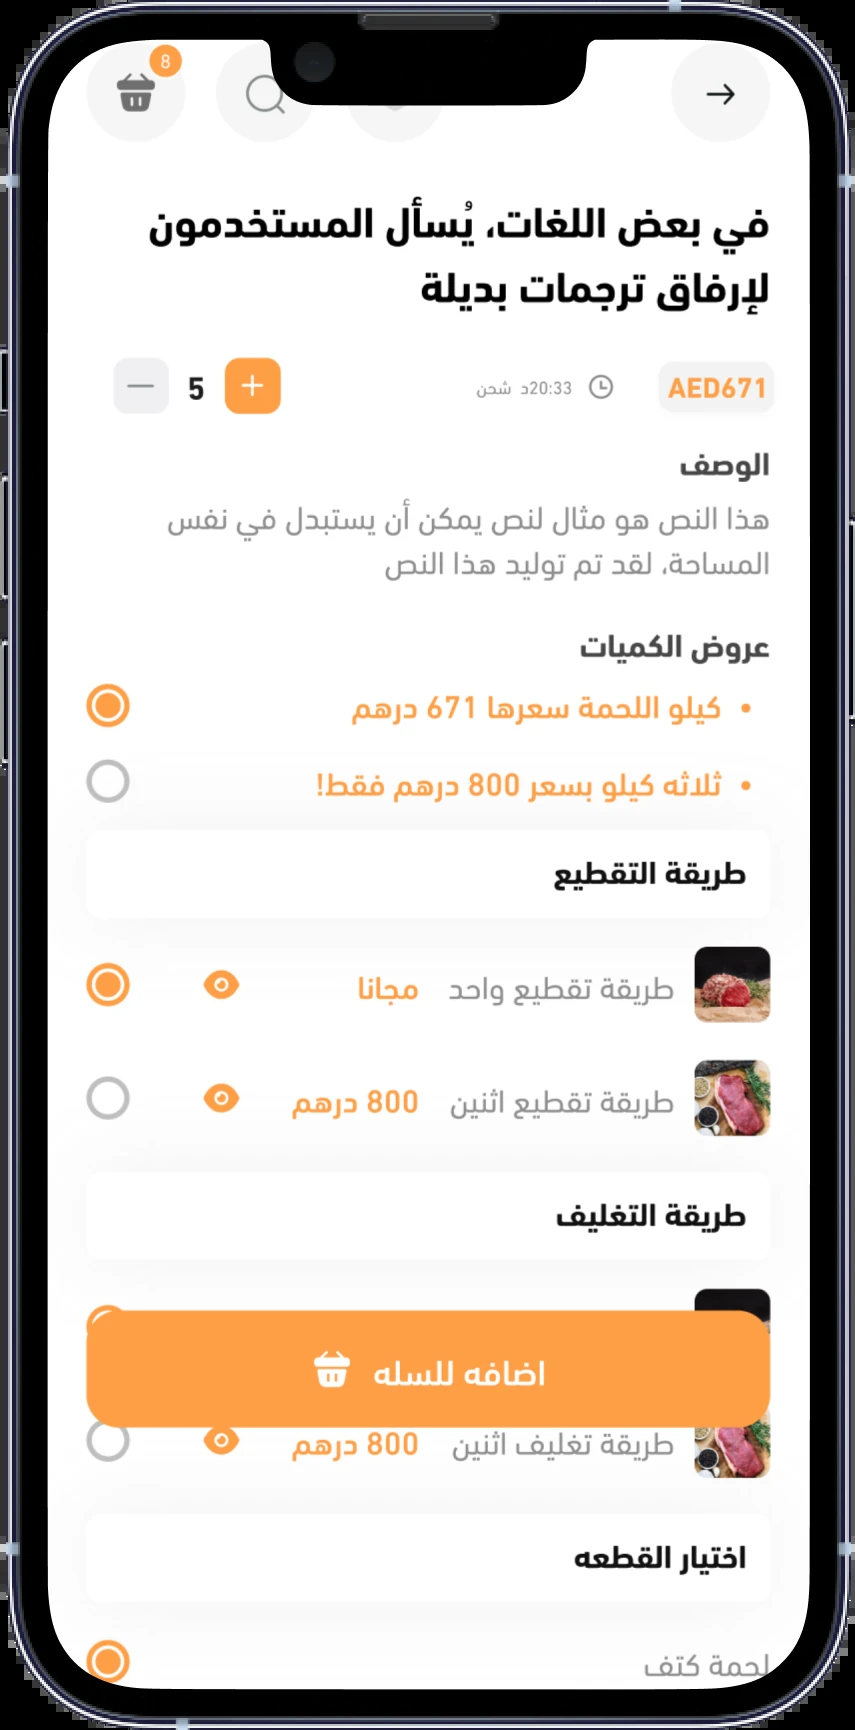 8
في بعض اللغات، يُسأل المستخدمون
لإرفاق ترجمات بديلة
AED671
20:33د شحن
5
الوصف
هذا النص هو مثال لنص يمكن أن يستبدل في نفس
المساحة، لقد تم توليد هذا النص
عروض الكميات
• كيلو اللحمة سعرها 671 درهم
• ثلاثه كيلو بسعر 800 درهم فقط!
طريقة التقطيع
طريقة تقطيع واحد مجانا
طريقة تقطيع اثنين 800 درهم
طريقة التغليف
اضافه للسله
طريقة تغليف اثنين 800 درهم
اختيار القطعه
لحمة كتف